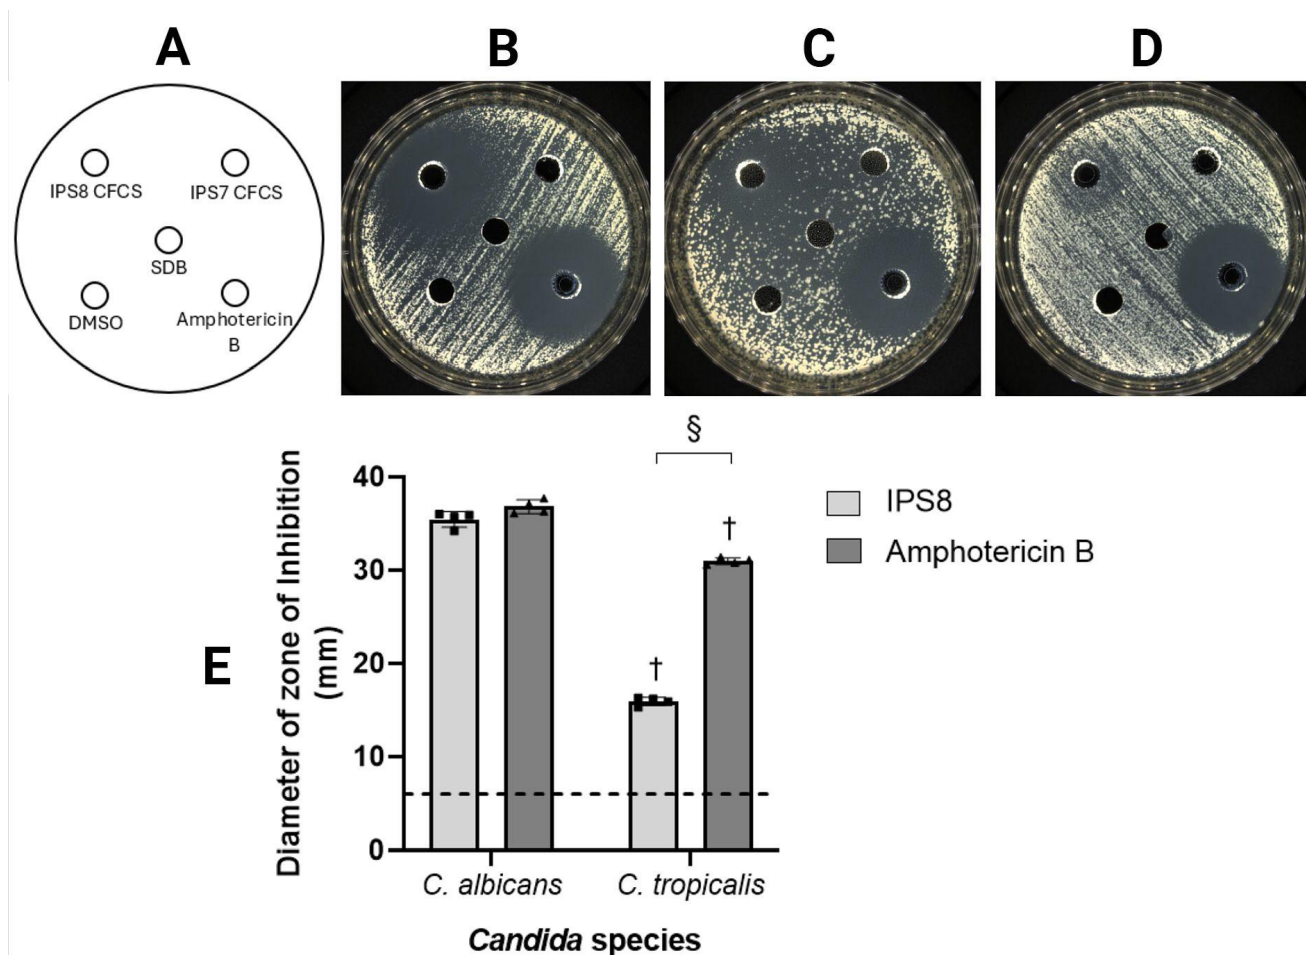 A
B
C
D
IPS8 CFCS
IPS7 CFCS
SDB
DMSO
Amphotericin
B
§
40
30
20
10
0
†
†
IPS8
Amphotericin B
E
Diameter of zone of Inhibition
(mm)
C. albicans
C. tropicalis
Candida species